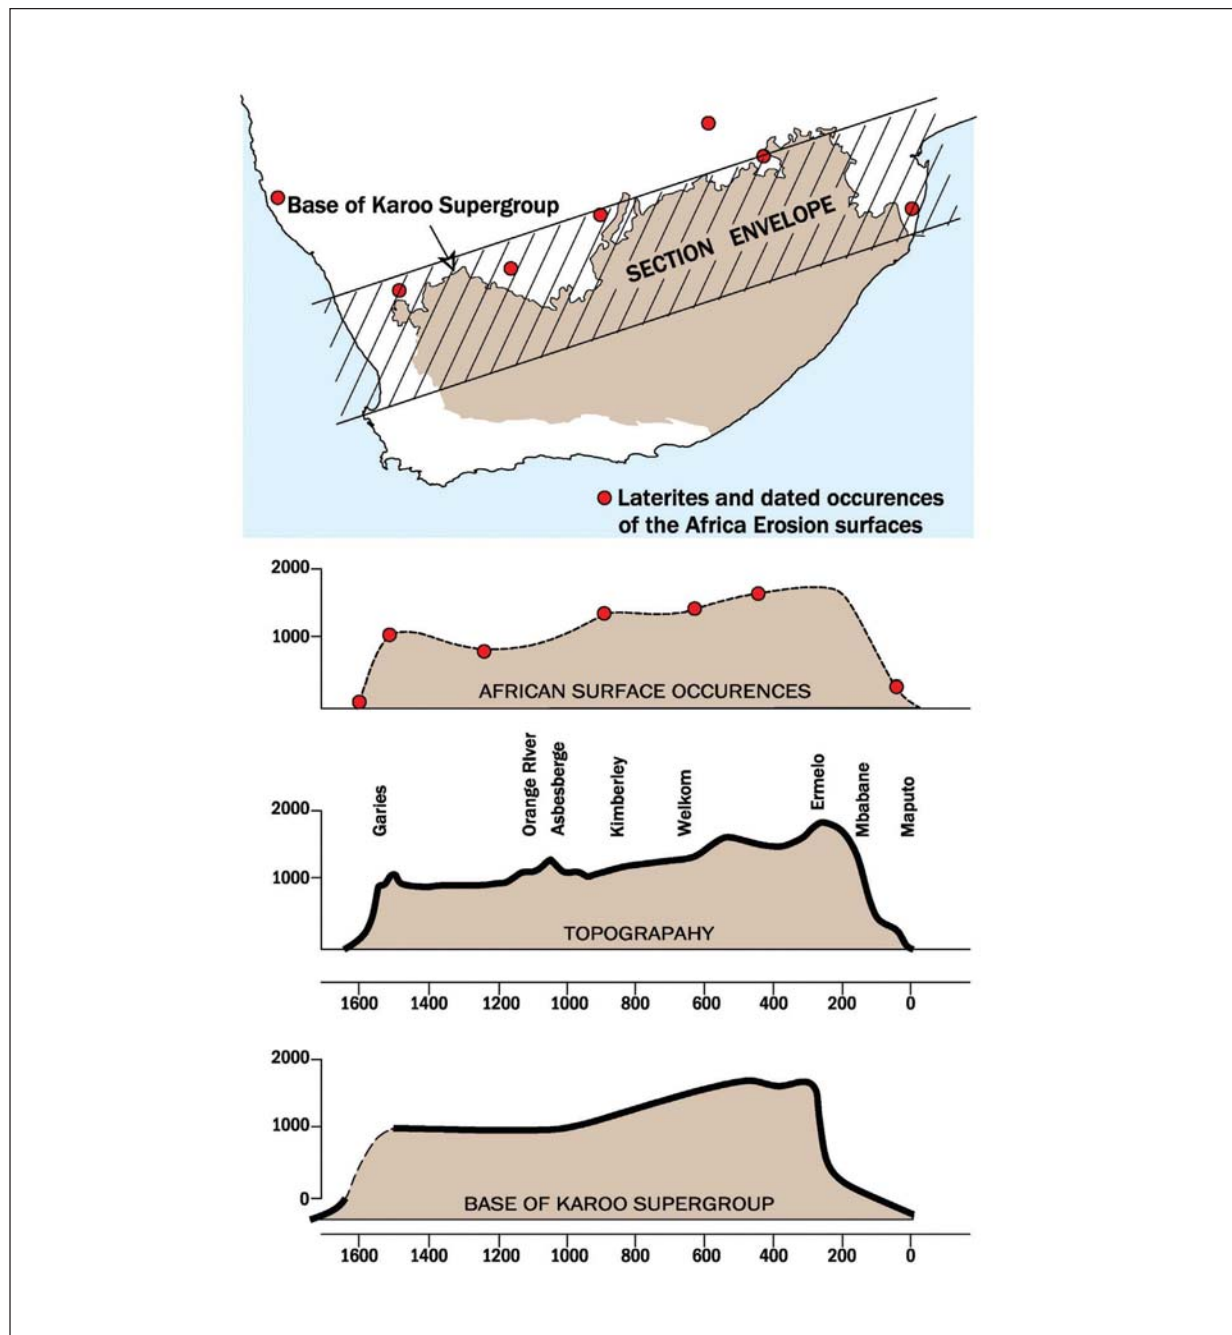 Base of Karoo Supergroup
SECTION ENVELOPE
Laterites and dated occurences
of the Africa Erosion surfaces
2000
1000
AFRICAN SURFACE OCCURENCES
Garies
Orange River
Asbesberge
Kimberley
Welkom
Ermelo
Mbabane
Maputo
2000
1000
TOPOGRAPAHY
1600 1400 1200 1000 800 600 400 200 0
2000
1000
0
BASE OF KAROO SUPERGROUP
1600 1400 1200 1000 800 600 400 200 0